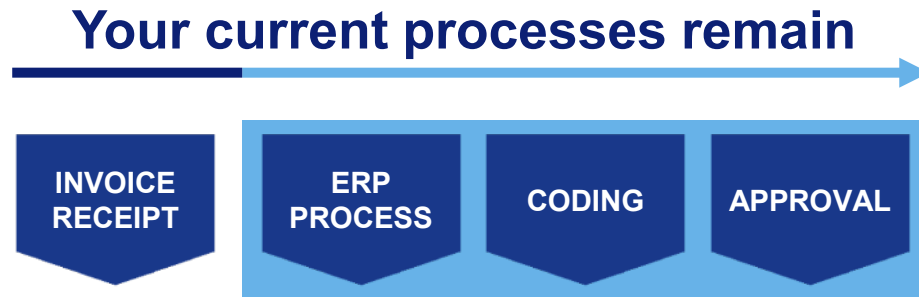 Your current processes remain
INVOICE
RECEIPT
ERP
PROCESS
CODING
APPROVAL